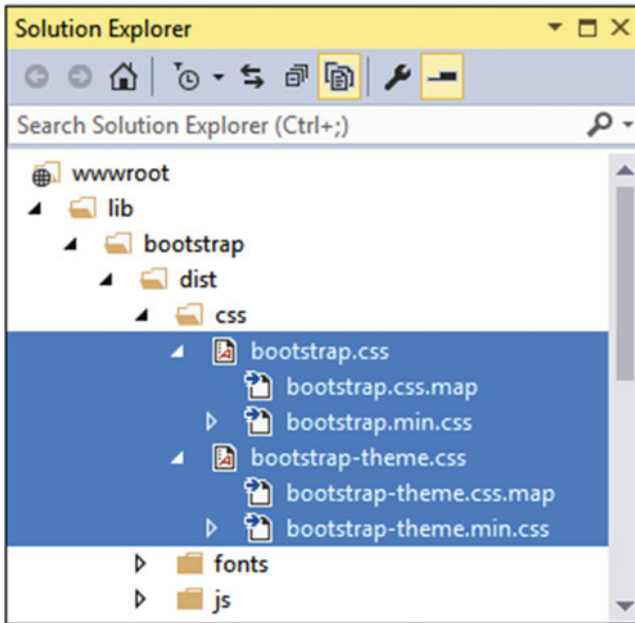 Solution Explorer
Search Solution Explorer (Ctrl+;)
wwwroot
lib
bootstrap
dist
css
bootstrap.css
bootstrap.css.map
bootstrap.min.css
bootstrap-theme.css
bootstrap-theme.css.map
bootstrap-theme.min.css
fonts
js